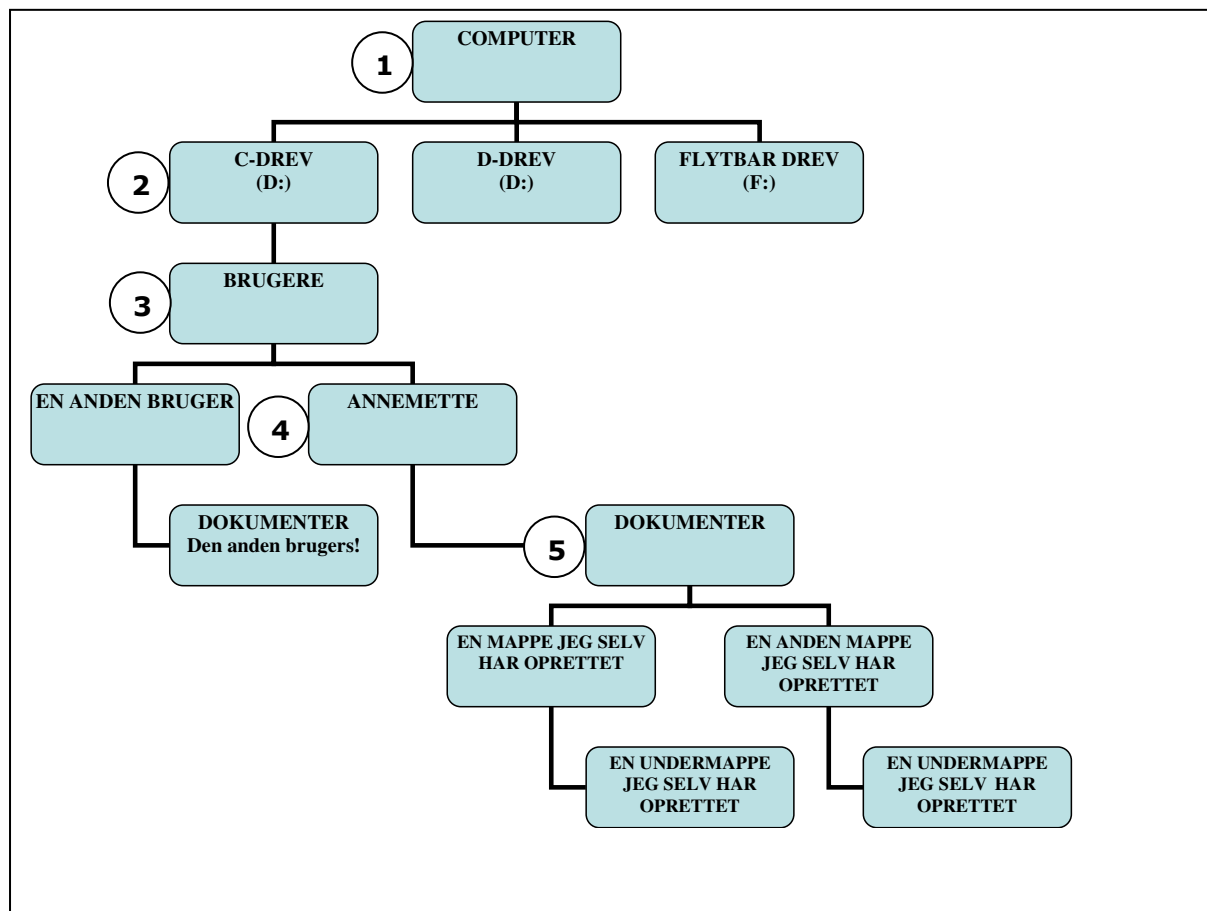 COMPUTER
1
C-DREV
(D:)
D-DREV
(D:)
FLYTBAR DREV
(F:)
2
BRUGERE
3
EN ANDEN BRUGER
ANNEMETTE
4
DOKUMENTER
Den anden brugers!
DOKUMENTER
5
EN MAPPE JEG SELV
HAR OPRETTET
EN ANDEN MAPPE
JEG SELV HAR
OPRETTET
EN UNDERMAPPE
JEG SELV HAR
OPRETTET
EN UNDERMAPPE
JEG SELV HAR
OPRETTET